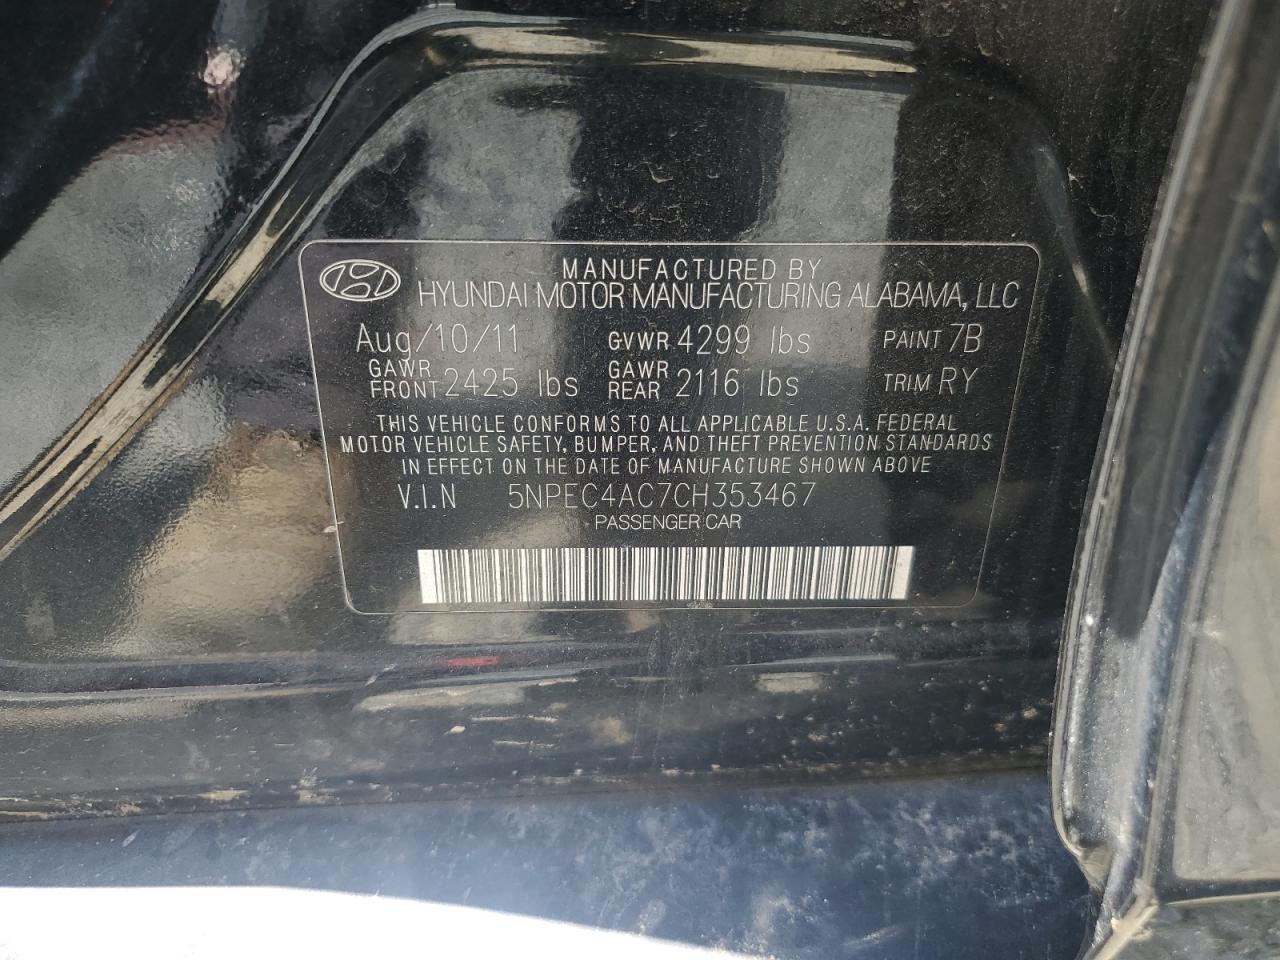 MANUFACTURED BY
HYUNDAI MOTOR MANUFACTURING ALABAMA, LLC
Aug/10/11 GVWR 4299 lbs PAINT 7B
GAWR FRONT 2425 lbs GAWR REAR 2116 lbs TRIM RY
THIS VEHICLE CONFORMS TO ALL APPLICABLE U.S.A. FEDERAL
MOTOR VEHICLE SAFETY, BUMPER, AND THEFT PREVENTION STANDARDS
IN EFFECT ON THE DATE OF MANUFACTURE SHOWN ABOVE
V.I.N 5NPEC4AC7CH353467
PASSENGER CAR